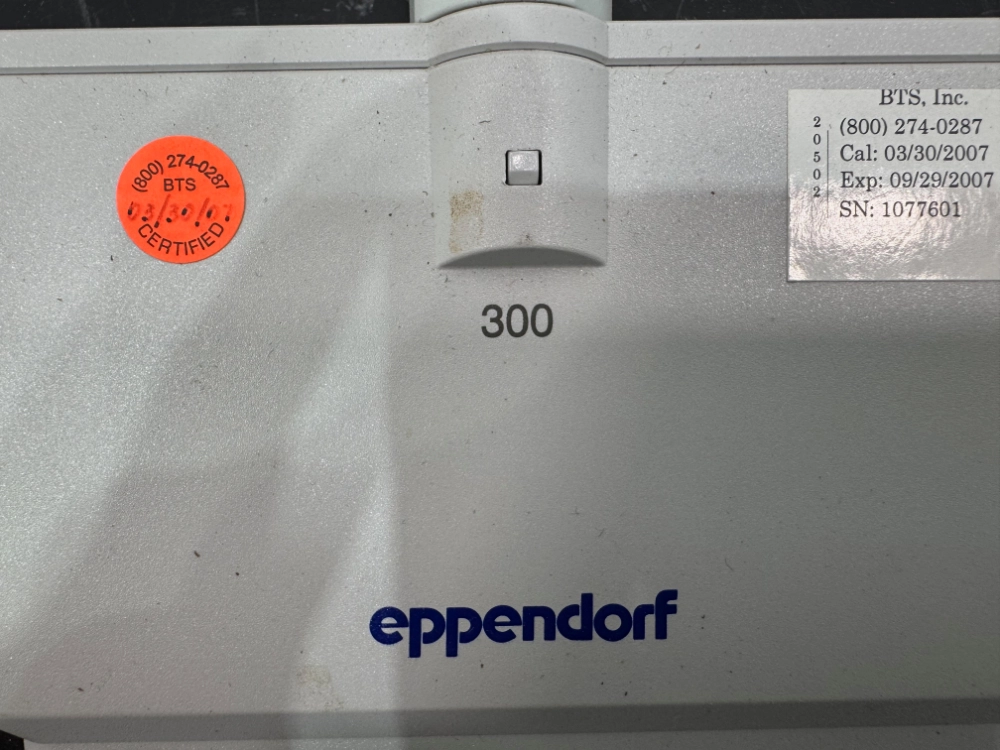 (800) 274-0287
BTS
03/30/07
CERTIFIED
BTS, Inc.
(800) 274-0287
Cal: 03/30/2007
Exp: 09/29/2007
SN: 1077601
20502
300
eppendorf